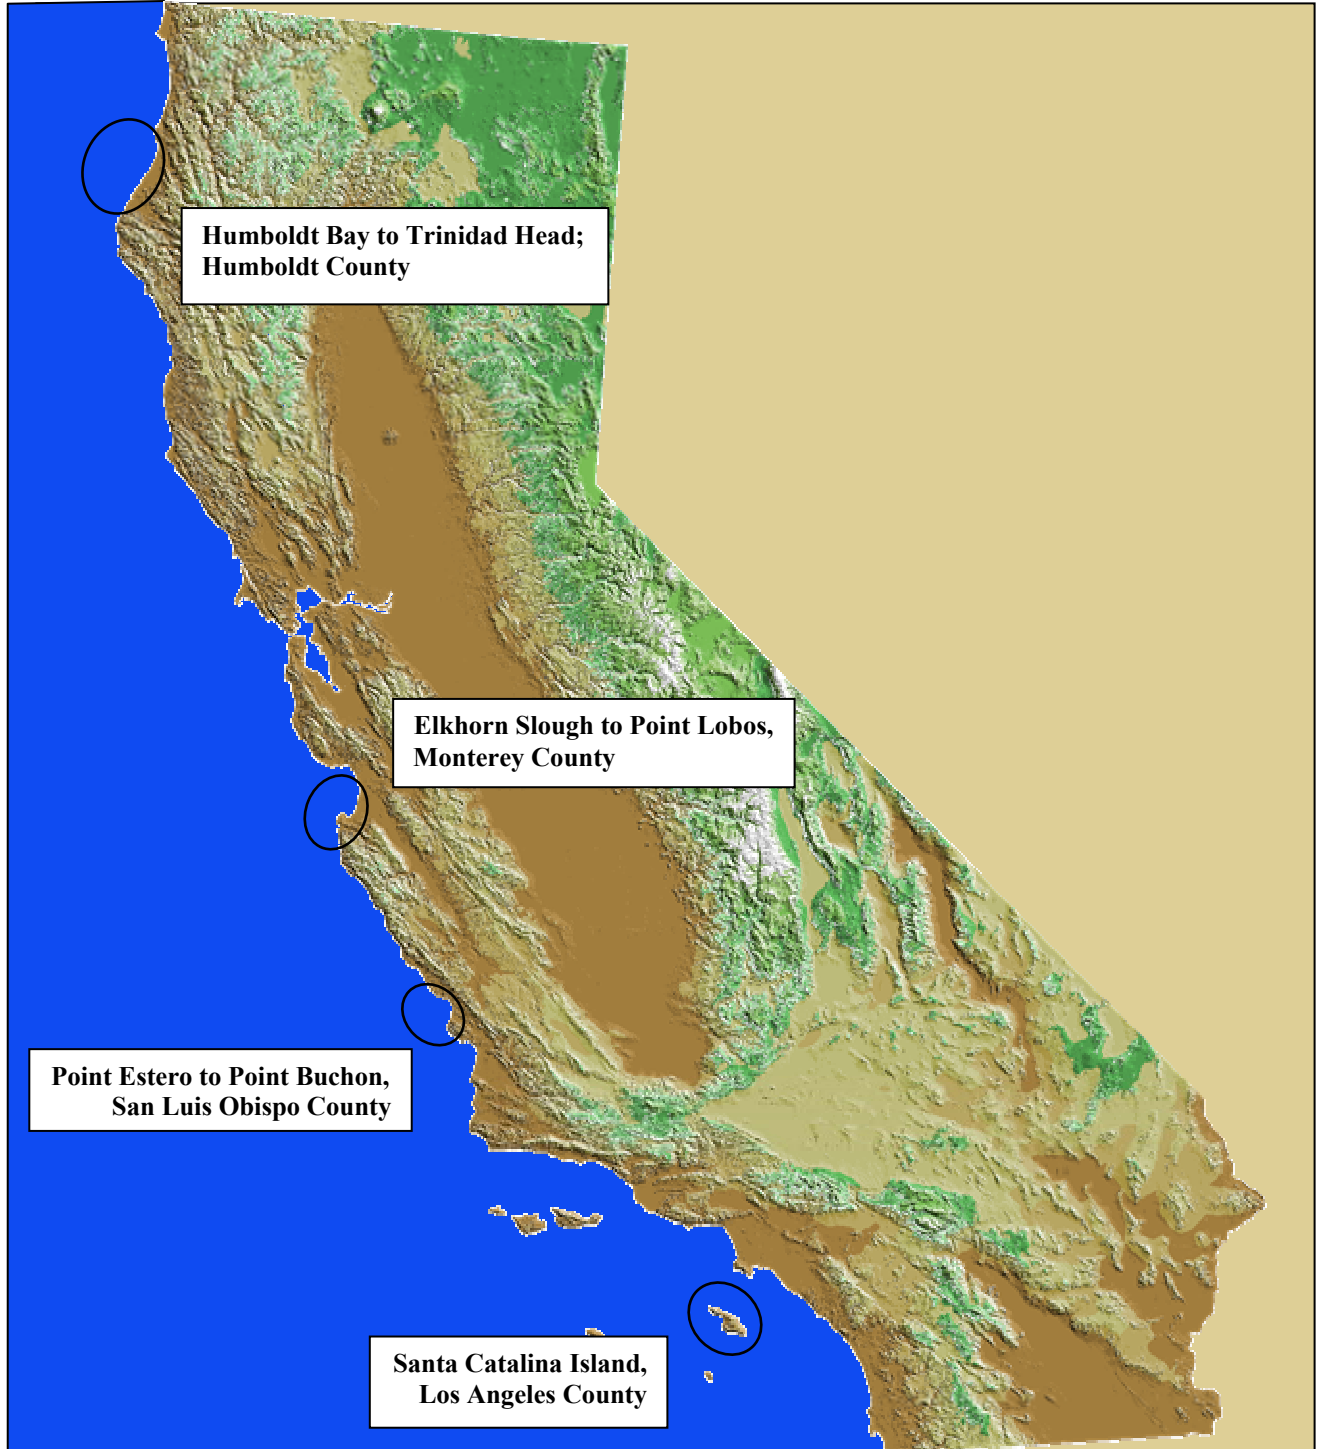 Humboldt Bay to Trinidad Head;
Humboldt County
Elkhorn Slough to Point Lobos,
Monterey County
Point Estero to Point Buchon,
San Luis Obispo County
Santa Catalina Island,
Los Angeles County